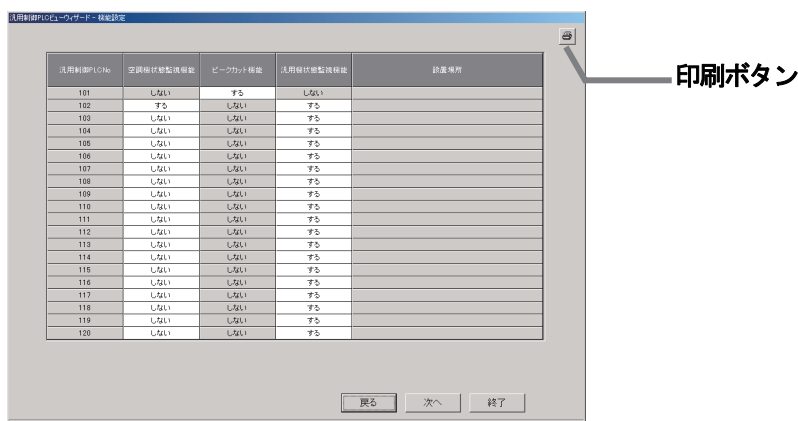 汎用制御PLCビューウィザード - 機能設定
汎用制御PLCNo 空調機状態監視機能 ピークカット機能 汎用機状態監視機能 設置場所
101 しない する しない
102 する しない する
103 しない しない する
104 しない しない する
105 しない しない する
106 しない しない する
107 しない しない する
108 しない しない する
109 しない しない する
110 しない しない する
111 しない しない する
112 しない しない する
113 しない しない する
114 しない しない する
115 しない しない する
116 しない しない する
117 しない しない する
118 しない しない する
119 しない しない する
120 しない しない する
戻る 次へ 終了
印刷ボタン